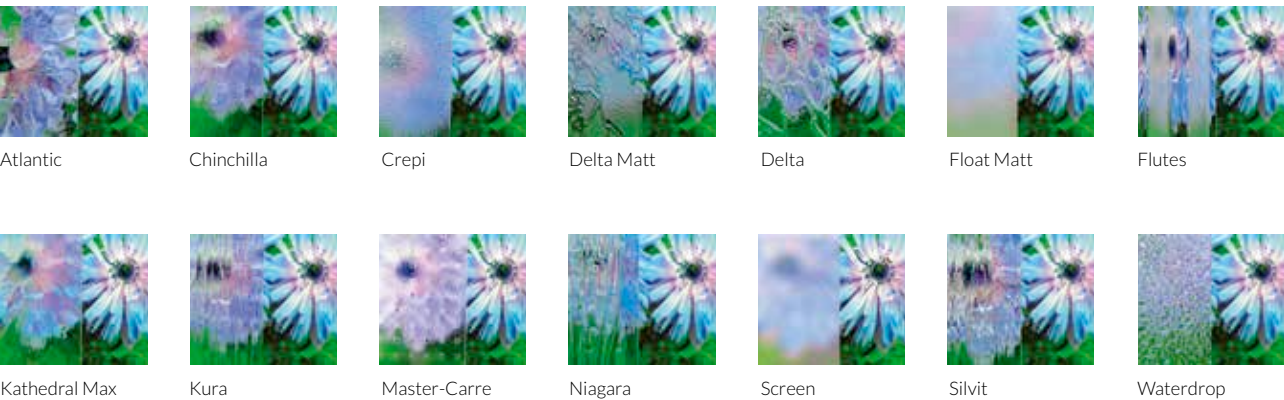 Atlantic
Chinchilla
Crepi
Delta Matt
Delta
Float Matt
Flutes
Kathedral Max
Kura
Master-Carre
Niagara
Screen
Silvit
Waterdrop